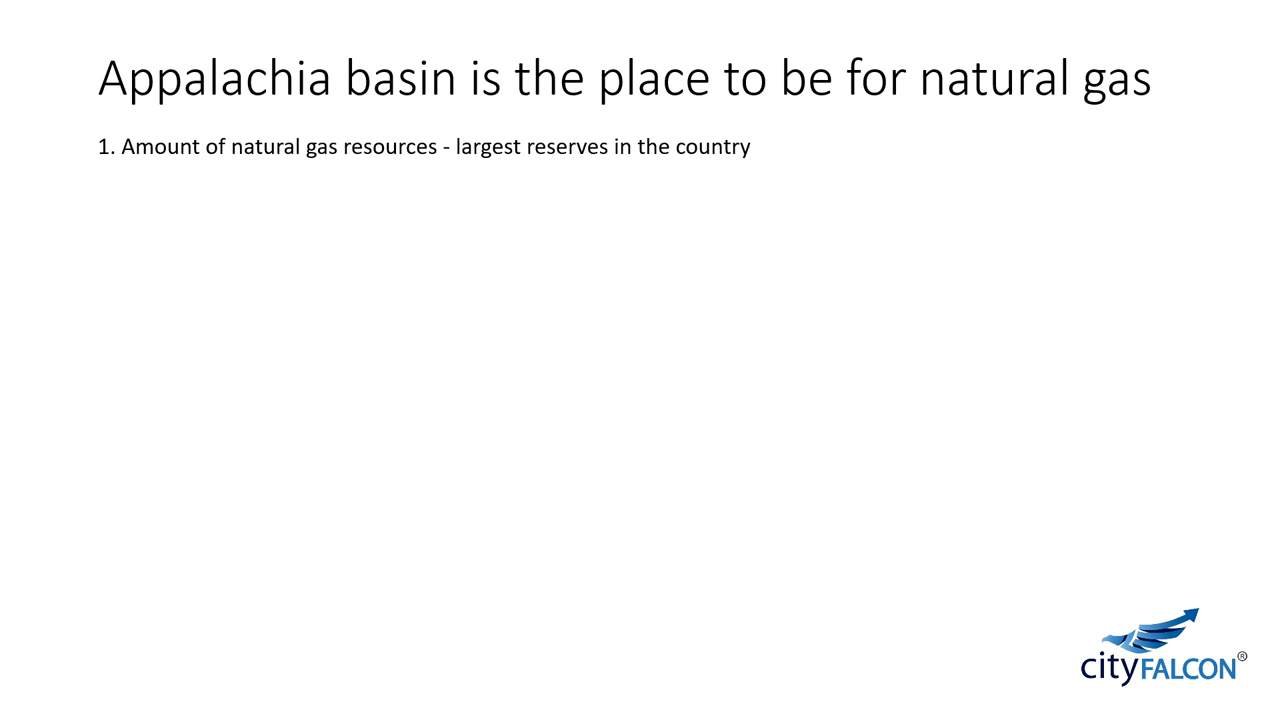 Appalachia basin is the place to be for natural gas
1. Amount of natural gas resources - largest reserves in the country
cityFALCON®